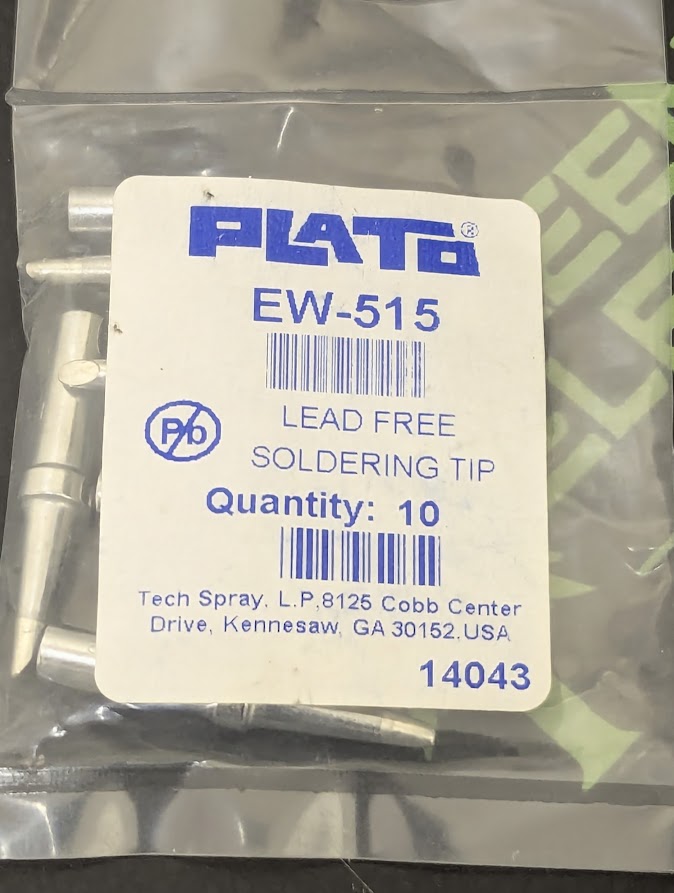 PLATO®
EW-515
Pb
LEAD FREE
SOLDERING TIP
Quantity: 10
Tech Spray, L.P,8125 Cobb Center
Drive, Kennesaw, GA 30152,USA
14043